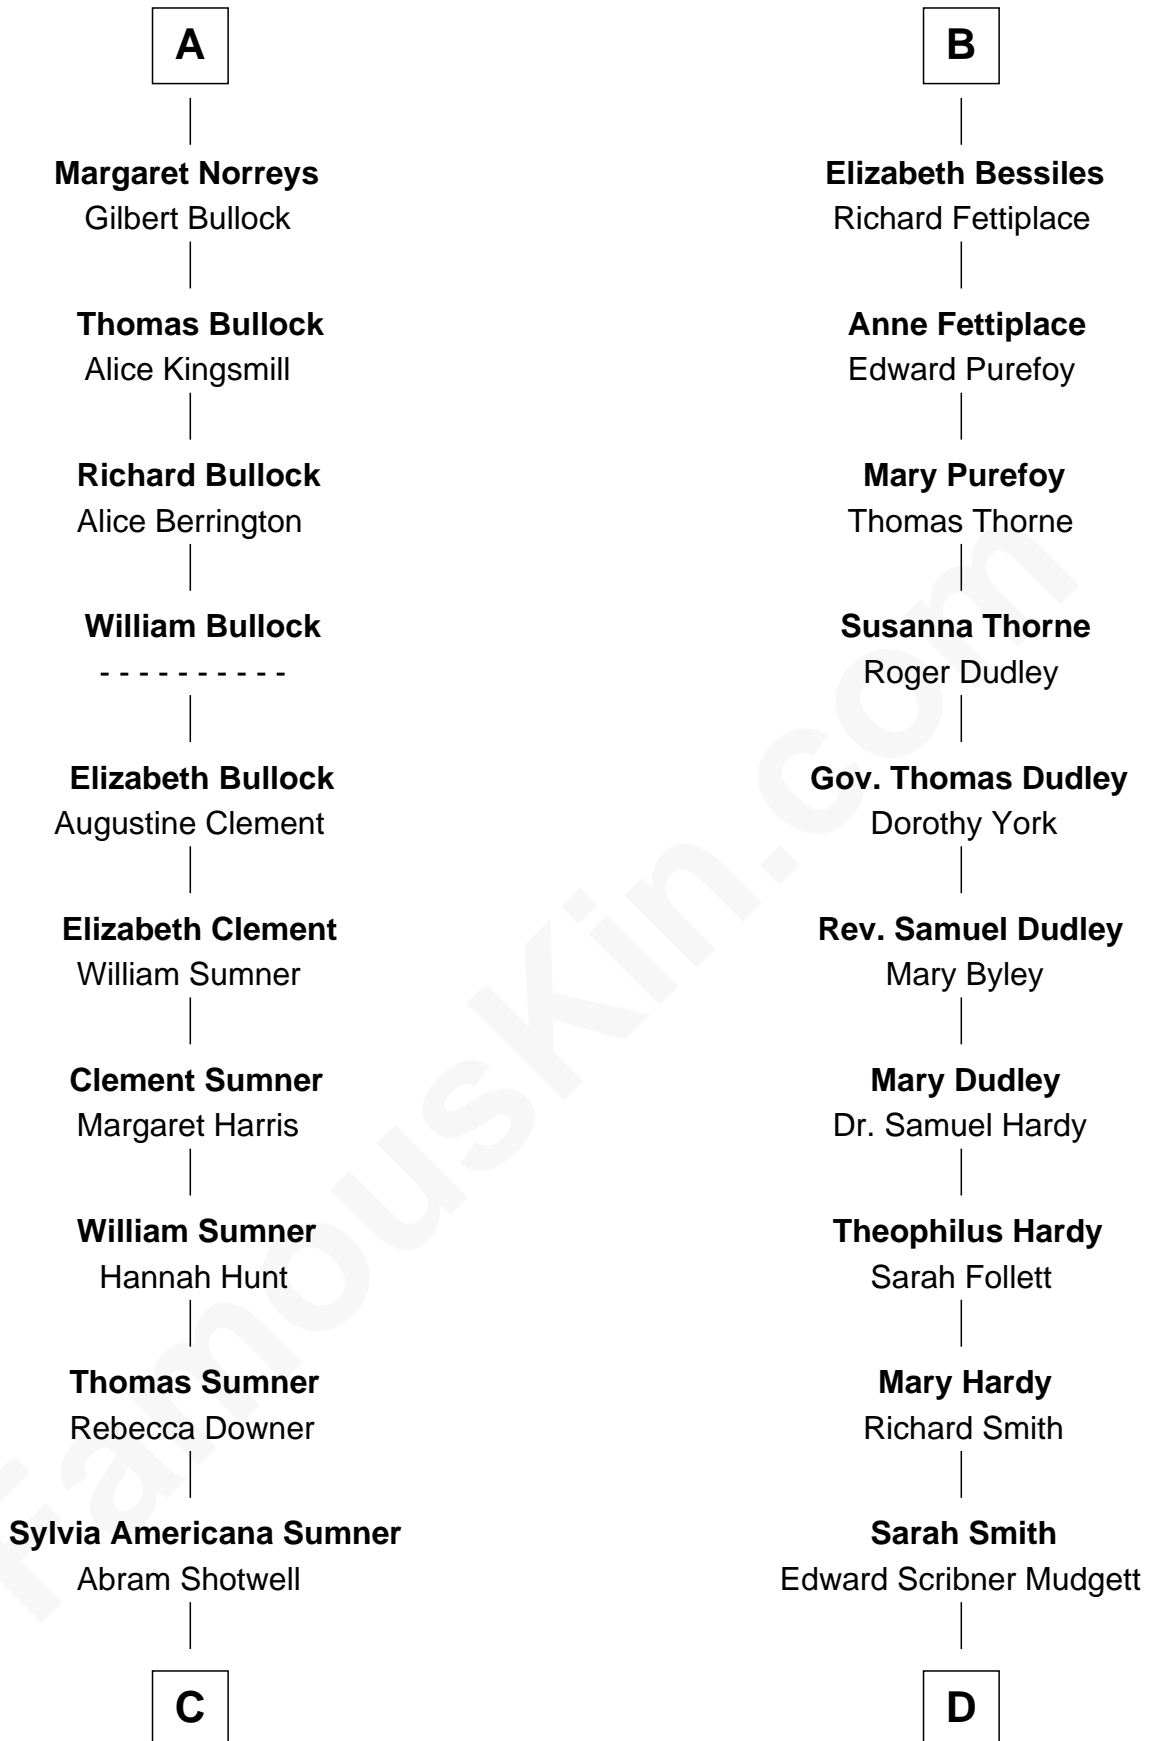 A
Margaret Norreys
Gilbert Bullock
Thomas Bullock
Alice Kingsmill
Richard Bullock
Alice Berrington
William Bullock
- - - - - - - - - -
Elizabeth Bullock
Augustine Clement
Elizabeth Clement
William Sumner
Clement Sumner
Margaret Harris
William Sumner
Hannah Hunt
Thomas Sumner
Rebecca Downer
Sylvia Americana Sumner
Abram Shotwell
C
B
Elizabeth Bessiles
Richard Fettiplace
Anne Fettiplace
Edward Purefoy
Mary Purefoy
Thomas Thorne
Susanna Thorne
Roger Dudley
Gov. Thomas Dudley
Dorothy York
Rev. Samuel Dudley
Mary Byley
Mary Dudley
Dr. Samuel Hardy
Theophilus Hardy
Sarah Follett
Mary Hardy
Richard Smith
Sarah Smith
Edward Scribner Mudgett
D
FamousKin.com